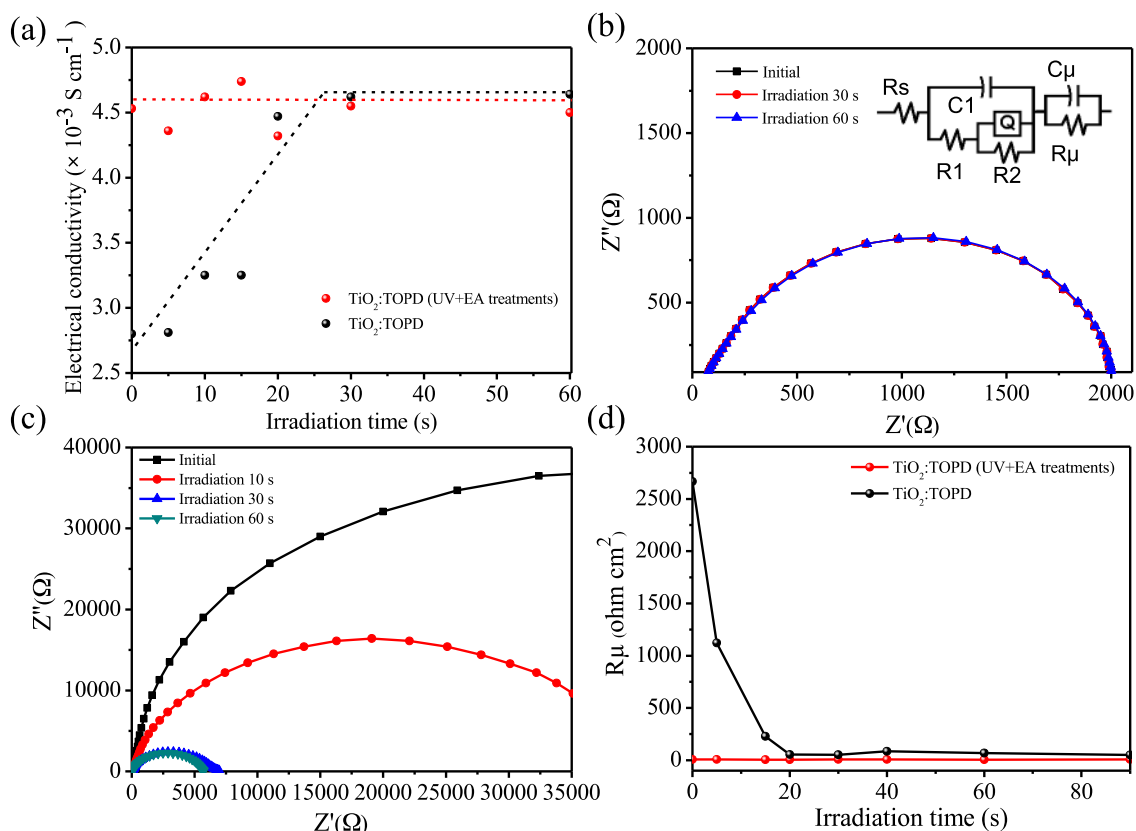 (a)
Electrical conductivity (× 10⁻³ S cm⁻¹)
5.0
4.5
4.0
3.5
3.0
2.5
TiO₂:TOPD (UV+EA treatments)
TiO₂:TOPD
0 10 20 30 40 50 60
Irradiation time (s)
(b)
Z''(Ω)
2000
1500
1000
500
0
Initial
Irradiation 30 s
Irradiation 60 s
Rs
C1
Cμ
Q
R1
R2
Rμ
0 500 1000 1500 2000
Z'(Ω)
(c)
Z''(Ω)
40000
30000
20000
10000
0
Initial
Irradiation 10 s
Irradiation 30 s
Irradiation 60 s
0 5000 10000 15000 20000 25000 30000 35000
Z'(Ω)
(d)
Rμ (ohm cm²)
3000
2500
2000
1500
1000
500
0
TiO₂:TOPD (UV+EA treatments)
TiO₂:TOPD
0 20 40 60 80
Irradiation time (s)